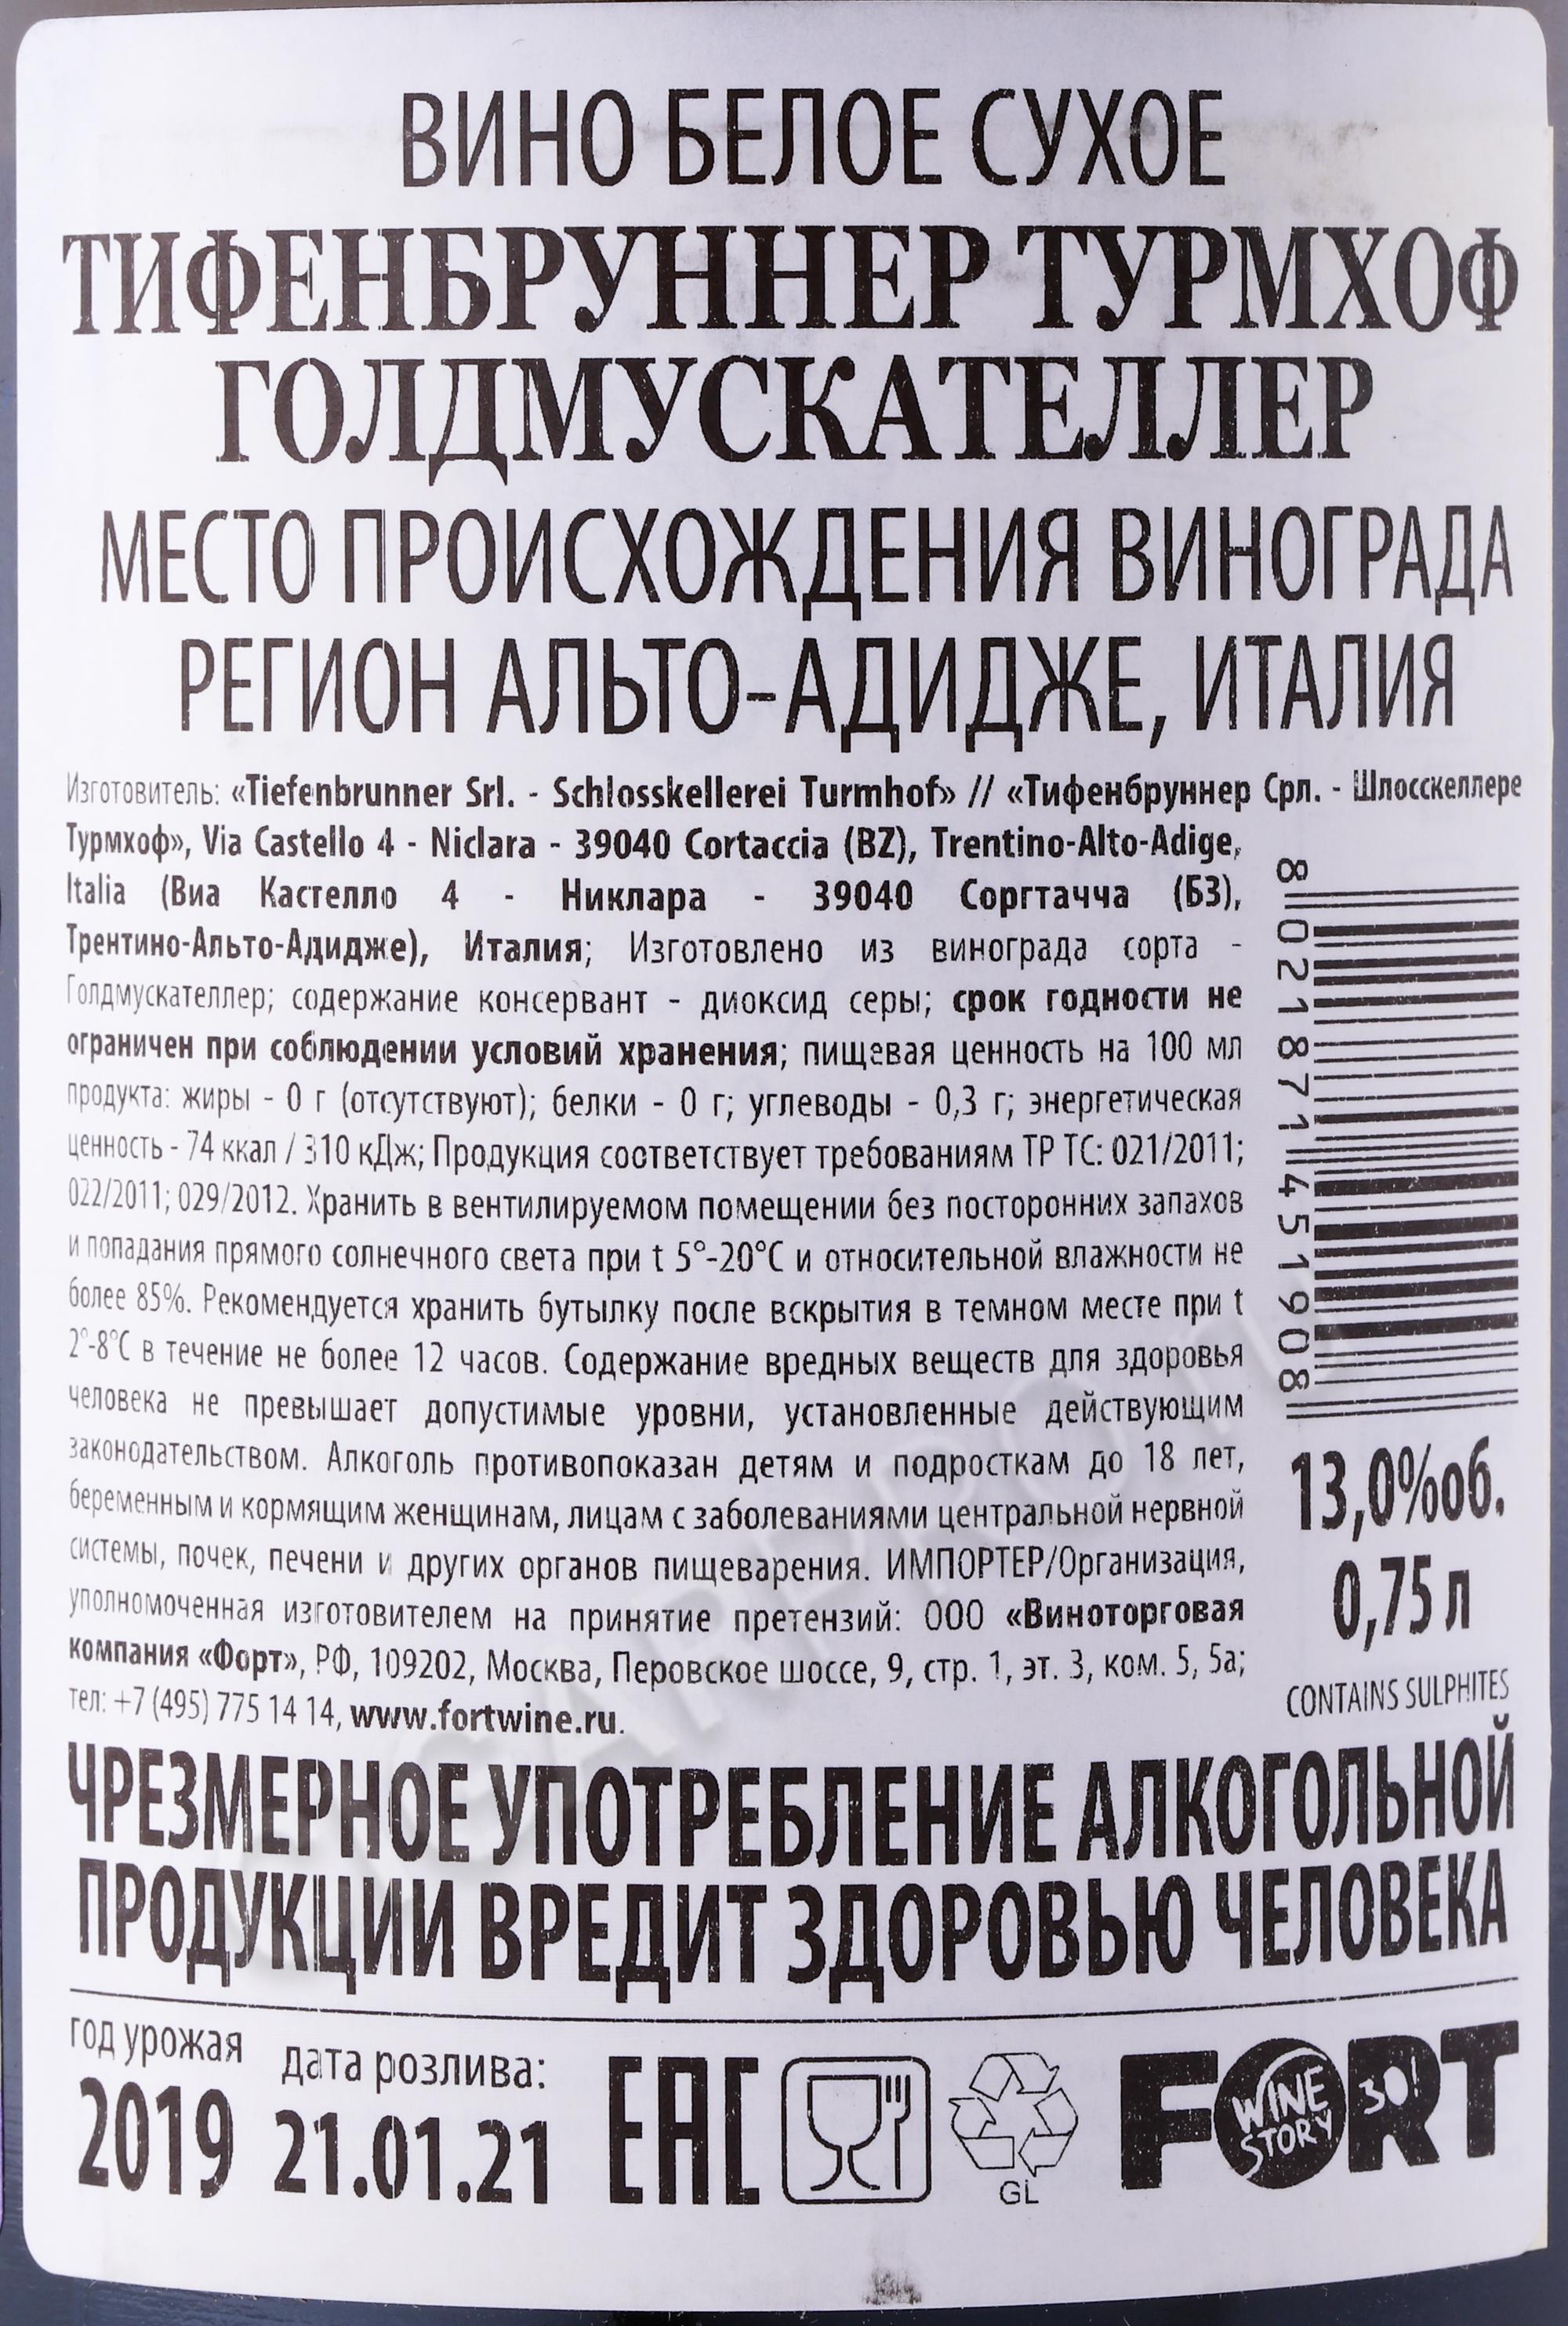 ВИНО БЕЛОЕ СУХОЕ
ТИФЕНБРУННЕР ТУРМХОФ
ГОЛДМУСКАТЕЛЛЕР
МЕСТО ПРОИСХОЖДЕНИЯ ВИНОГРАДА
РЕГИОН АЛЬТО-АДИДЖЕ, ИТАЛИЯ
Изготовитель: «Tiefenbrunner Srl. - Schlosskellerei Turmhof» // «Тифенбруннер Срл. - Шлосскеллере
Турмхоф», Via Castello 4 - Niclara - 39040 Cortaccia (BZ), Trentino-Alto-Adige,
Italia (Виа Кастелло 4 - Никлара - 39040 Соргтачча (БЗ),
Трентино-Альто-Адидже), Италия; Изготовлено из винограда сорта -
Голдмускателлер; содержание консервант - диоксид серы; срок годности не
ограничен при соблюдении условий хранения; пищевая ценность на 100 мл
продукта: жиры - 0 г (отсутствуют); белки - 0 г; углеводы - 0,3 г; энергетическая
ценность - 74 ккал / 310 кДж; Продукция соответствует требованиям ТР ТС: 021/2011;
022/2011; 029/2012. Хранить в вентилируемом помещении без посторонних запахов
и попадания прямого солнечного света при t 5°-20°С и относительной влажности не
более 85%. Рекомендуется хранить бутылку после вскрытия в темном месте при t
2°-8°С в течение не более 12 часов. Содержание вредных веществ для здоровья
человека не превышает допустимые уровни, установленные действующим
законодательством. Алкоголь противопоказан детям и подросткам до 18 лет,
беременным и кормящим женщинам, лицам с заболеваниями центральной нервной
системы, почек, печени и других органов пищеварения. ИМПОРТЕР/Организация,
уполномоченная изготовителем на принятие претензий: ООО «Виноторговая
компания «Форт», РФ, 109202, Москва, Перовское шоссе, 9, стр. 1, эт. 3, ком. 5, 5а;
тел: +7 (495) 775 14 14, www.fortwine.ru.
8 021871 451908
13,0%об.
0,75 л
CONTAINS SULPHITES
ЧРЕЗМЕРНОЕ УПОТРЕБЛЕНИЕ АЛКОГОЛЬНОЙ
ПРОДУКЦИИ ВРЕДИТ ЗДОРОВЬЮ ЧЕЛОВЕКА
год урожая
2019
дата розлива:
21.01.21
ЕАС
GL
FORT
WINE
STORY
30!